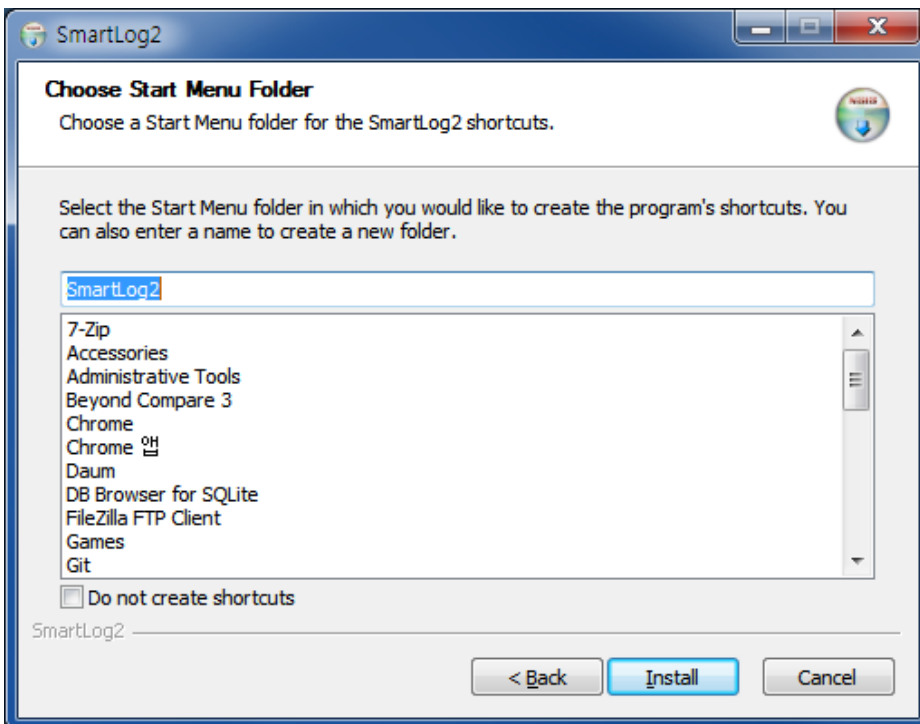 SmartLog2
Choose Start Menu Folder
Choose a Start Menu folder for the SmartLog2 shortcuts.
Select the Start Menu folder in which you would like to create the program's shortcuts. You
can also enter a name to create a new folder.
SmartLog2
7-Zip
Accessories
Administrative Tools
Beyond Compare 3
Chrome
Chrome 앱
Daum
DB Browser for SQLite
FileZilla FTP Client
Games
Git
Do not create shortcuts
SmartLog2
< Back
Install
Cancel